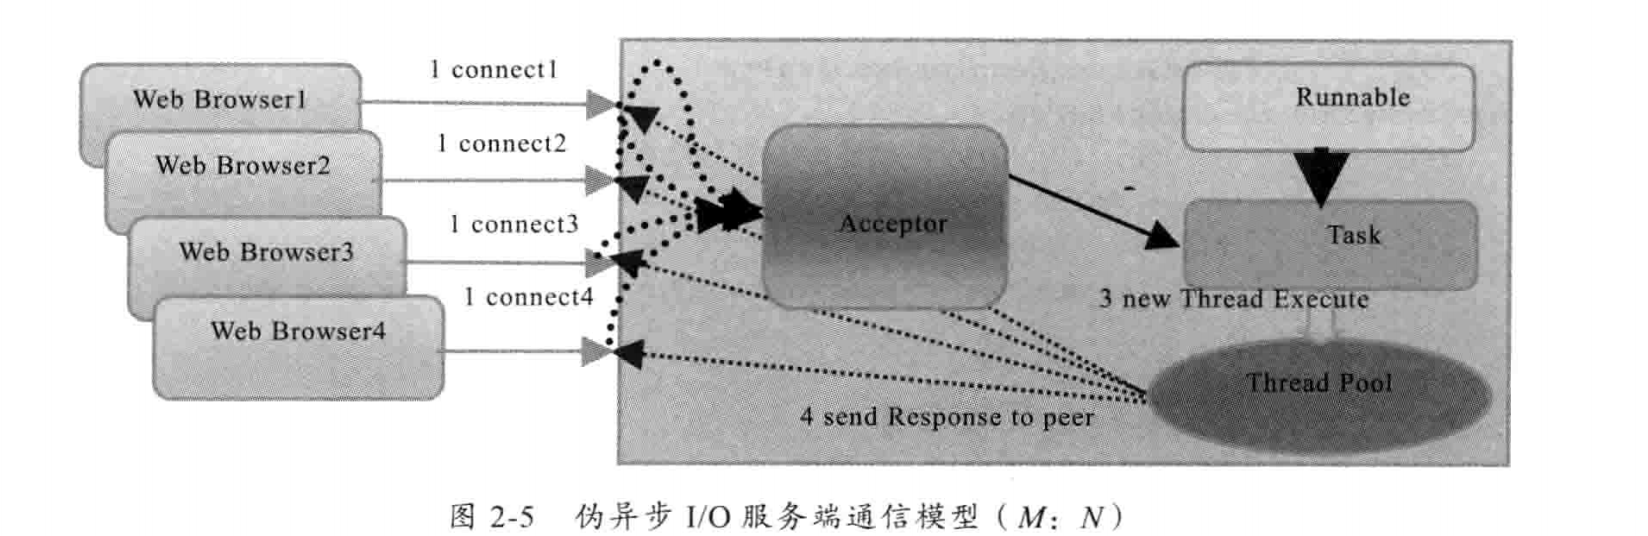 1 connect1
Web Browser1
Runnable
1 connect2
Web Browser2
1 connect3
Acceptor
Task
Web Browser3
1 connect4
3 new Thread Execute
Web Browser4
Thread Pool
4 send Response to peer
图 2-5 伪异步 I/O 服务端通信模型（M：N）